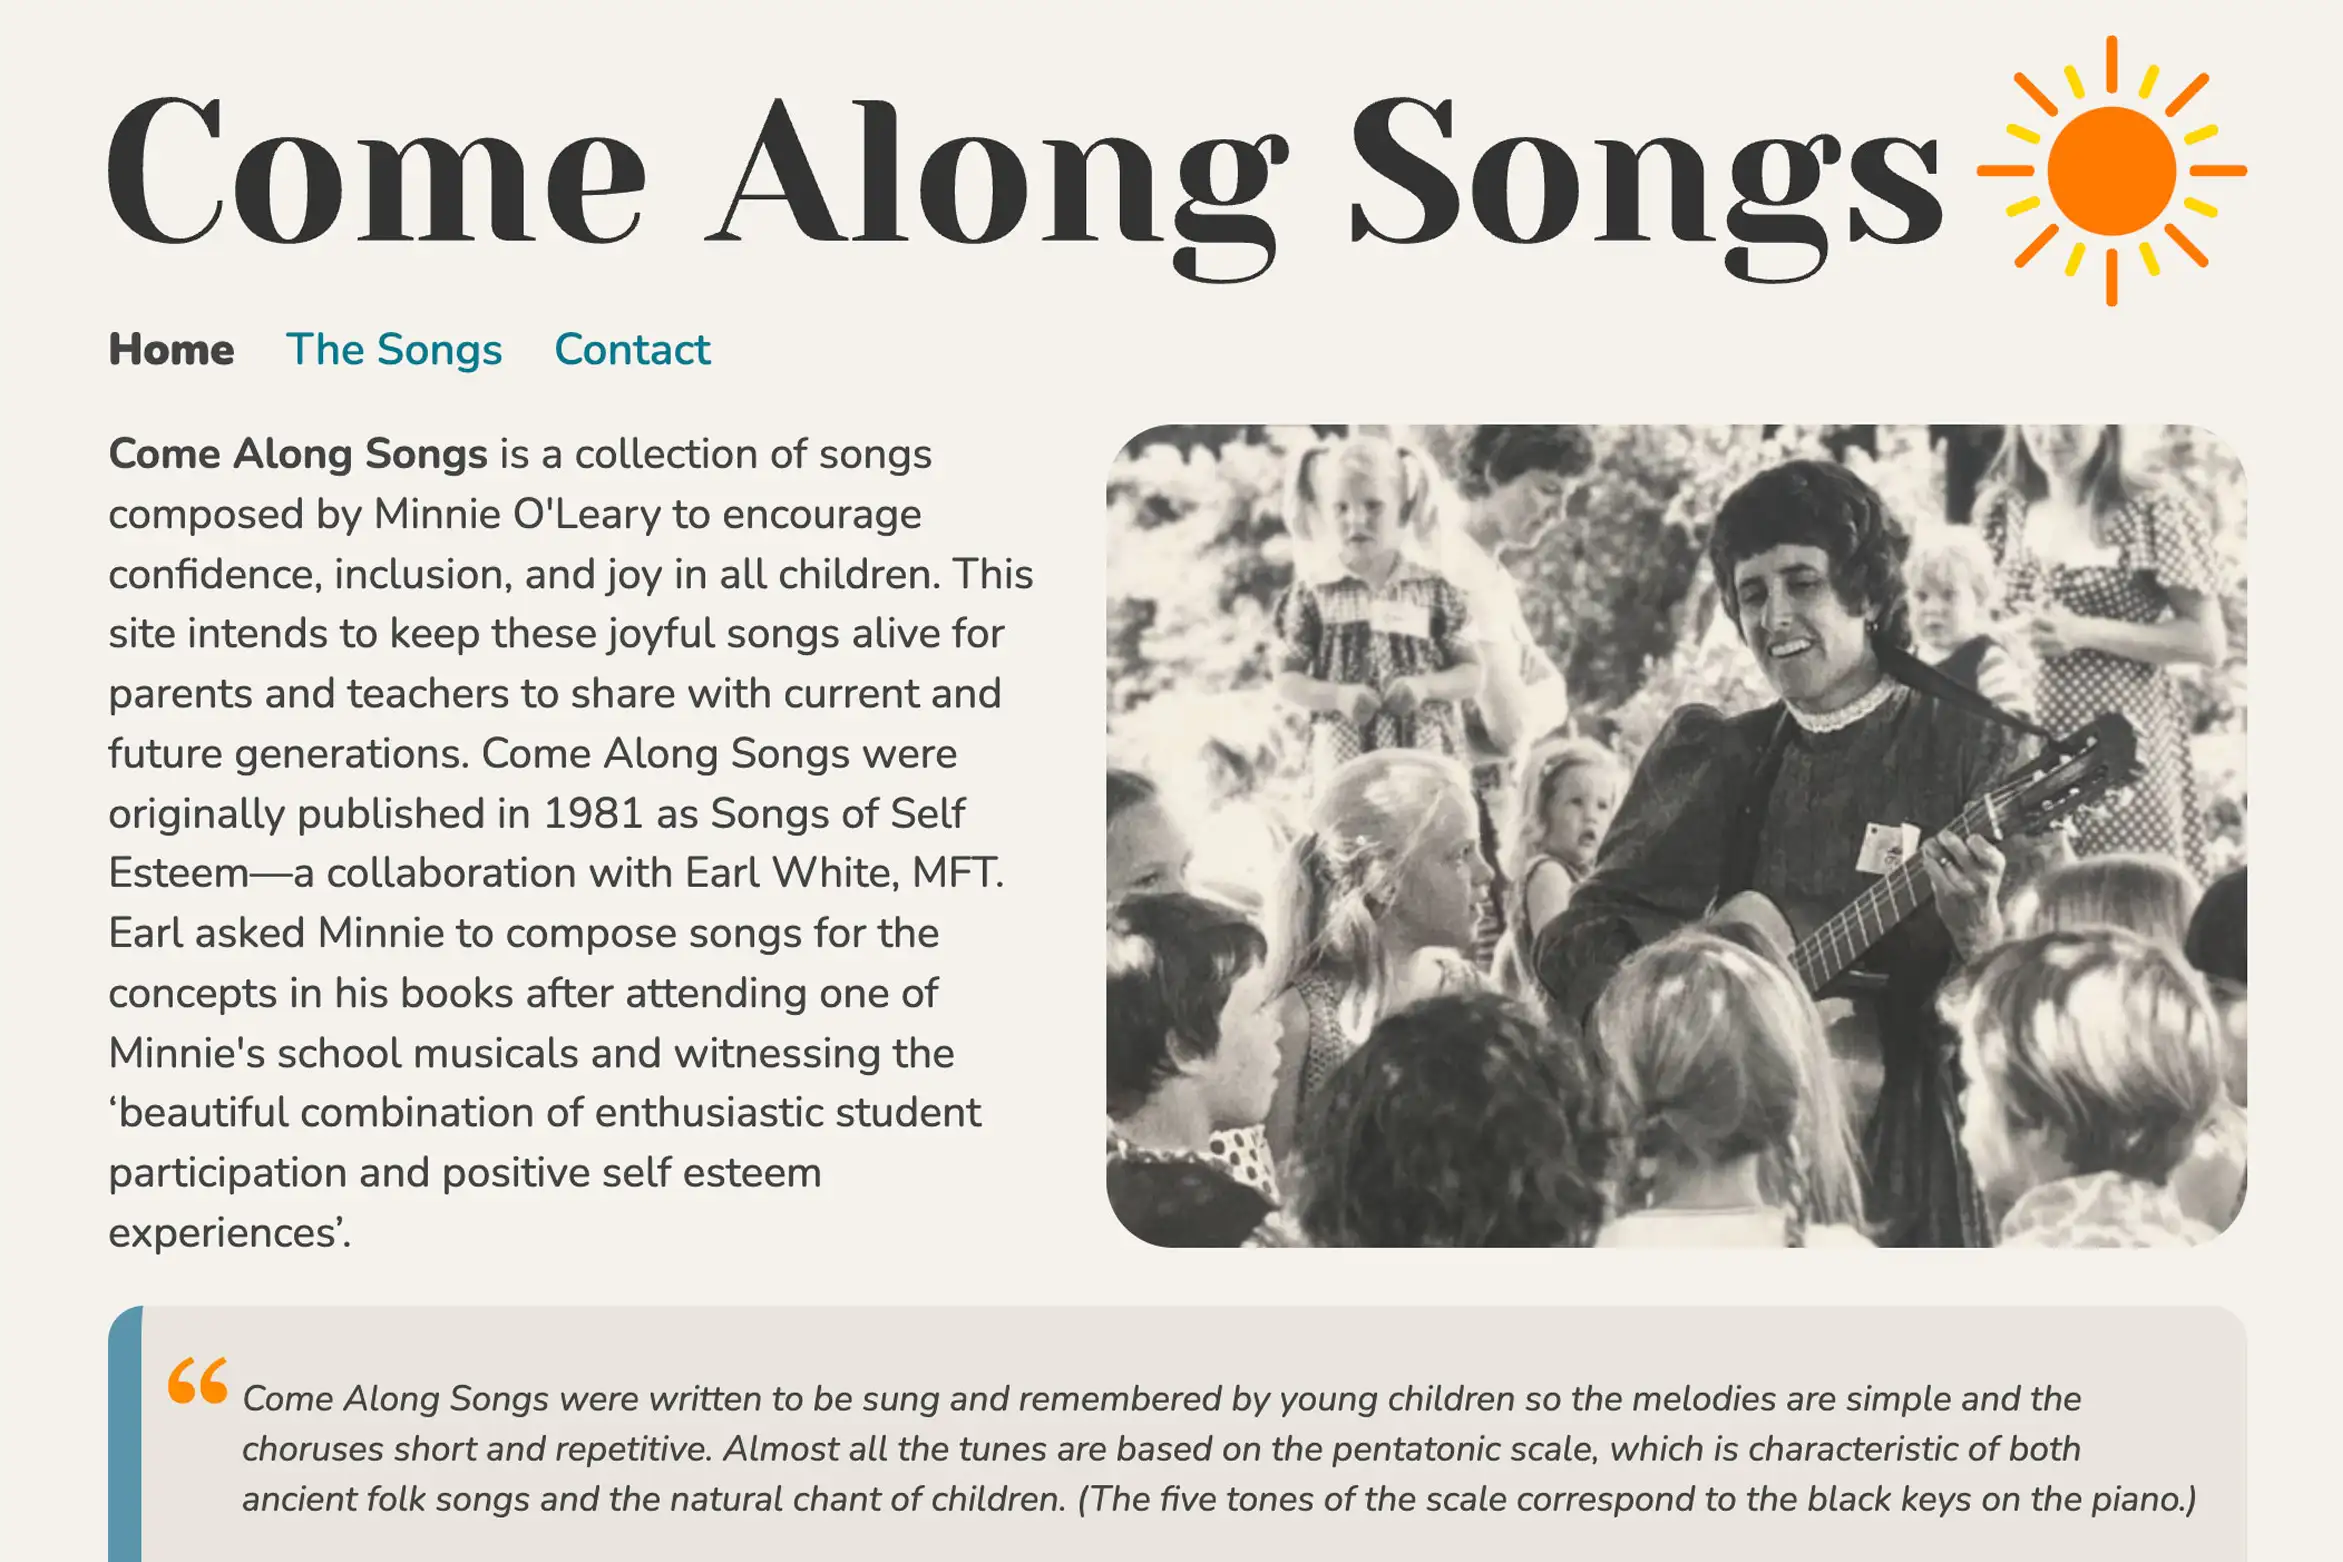 Come Along Songs
Home The Songs Contact
Come Along Songs is a collection of songs
composed by Minnie O'Leary to encourage
confidence, inclusion, and joy in all children. This
site intends to keep these joyful songs alive for
parents and teachers to share with current and
future generations. Come Along Songs were
originally published in 1981 as Songs of Self
Esteem—a collaboration with Earl White, MFT.
Earl asked Minnie to compose songs for the
concepts in his books after attending one of
Minnie's school musicals and witnessing the
‘beautiful combination of enthusiastic student
participation and positive self esteem
experiences’.
“Come Along Songs were written to be sung and remembered by young children so the melodies are simple and the
choruses short and repetitive. Almost all the tunes are based on the pentatonic scale, which is characteristic of both
ancient folk songs and the natural chant of children. (The five tones of the scale correspond to the black keys on the piano.)